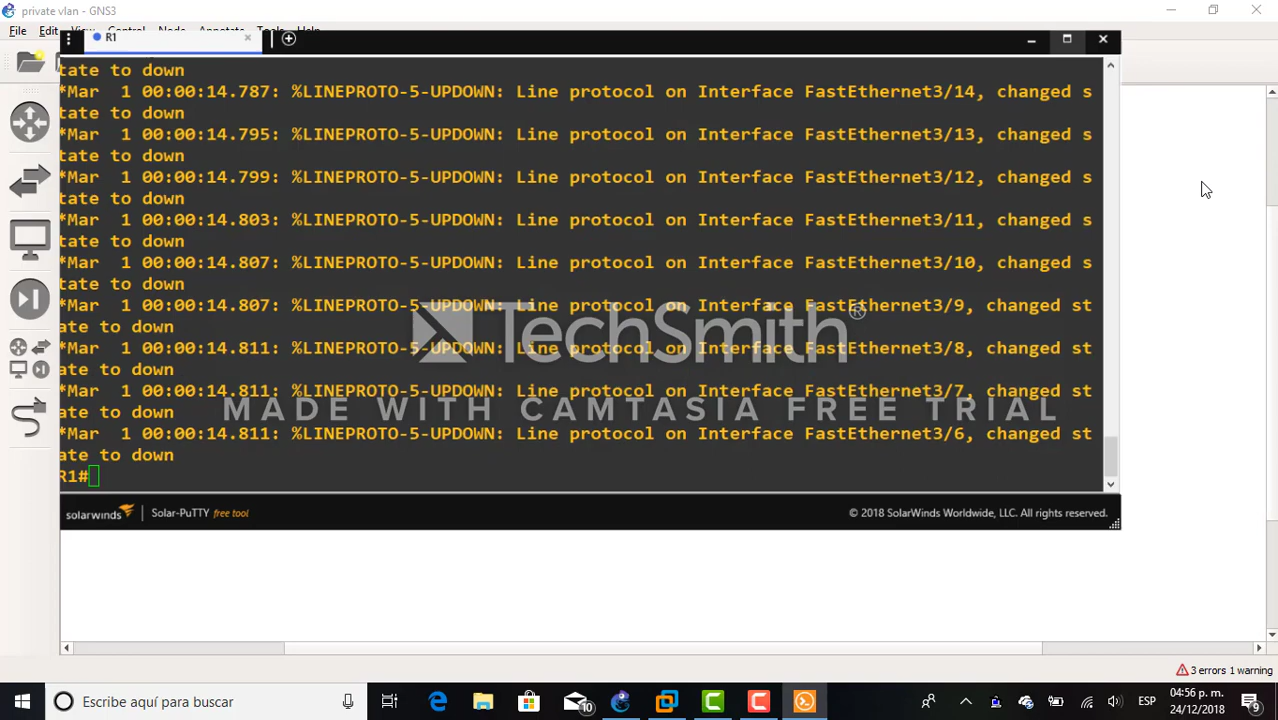 private vlan - GNS3
File Edit View Control Node Annotate Tools Help
R1
tate to down
*Mar  1 00:00:14.787: %LINEPROTO-5-UPDOWN: Line protocol on Interface FastEthernet3/14, changed s
tate to down
*Mar  1 00:00:14.795: %LINEPROTO-5-UPDOWN: Line protocol on Interface FastEthernet3/13, changed s
tate to down
*Mar  1 00:00:14.799: %LINEPROTO-5-UPDOWN: Line protocol on Interface FastEthernet3/12, changed s
tate to down
*Mar  1 00:00:14.803: %LINEPROTO-5-UPDOWN: Line protocol on Interface FastEthernet3/11, changed s
tate to down
*Mar  1 00:00:14.807: %LINEPROTO-5-UPDOWN: Line protocol on Interface FastEthernet3/10, changed s
tate to down
*Mar  1 00:00:14.807: %LINEPROTO-5-UPDOWN: Line protocol on Interface FastEthernet3/9, changed st
ate to down
*Mar  1 00:00:14.811: %LINEPROTO-5-UPDOWN: Line protocol on Interface FastEthernet3/8, changed st
ate to down
*Mar  1 00:00:14.811: %LINEPROTO-5-UPDOWN: Line protocol on Interface FastEthernet3/7, changed st
ate to down
*Mar  1 00:00:14.811: %LINEPROTO-5-UPDOWN: Line protocol on Interface FastEthernet3/6, changed st
ate to down
R1#
TechSmith®
MADE WITH CAMTASIA FREE TRIAL
solarwinds Solar-PuTTY free tool © 2018 SolarWinds Worldwide, LLC. All rights reserved.
3 errors 1 warning
Escribe aquí para buscar
10
ESP
04:56 p. m.
24/12/2018
9